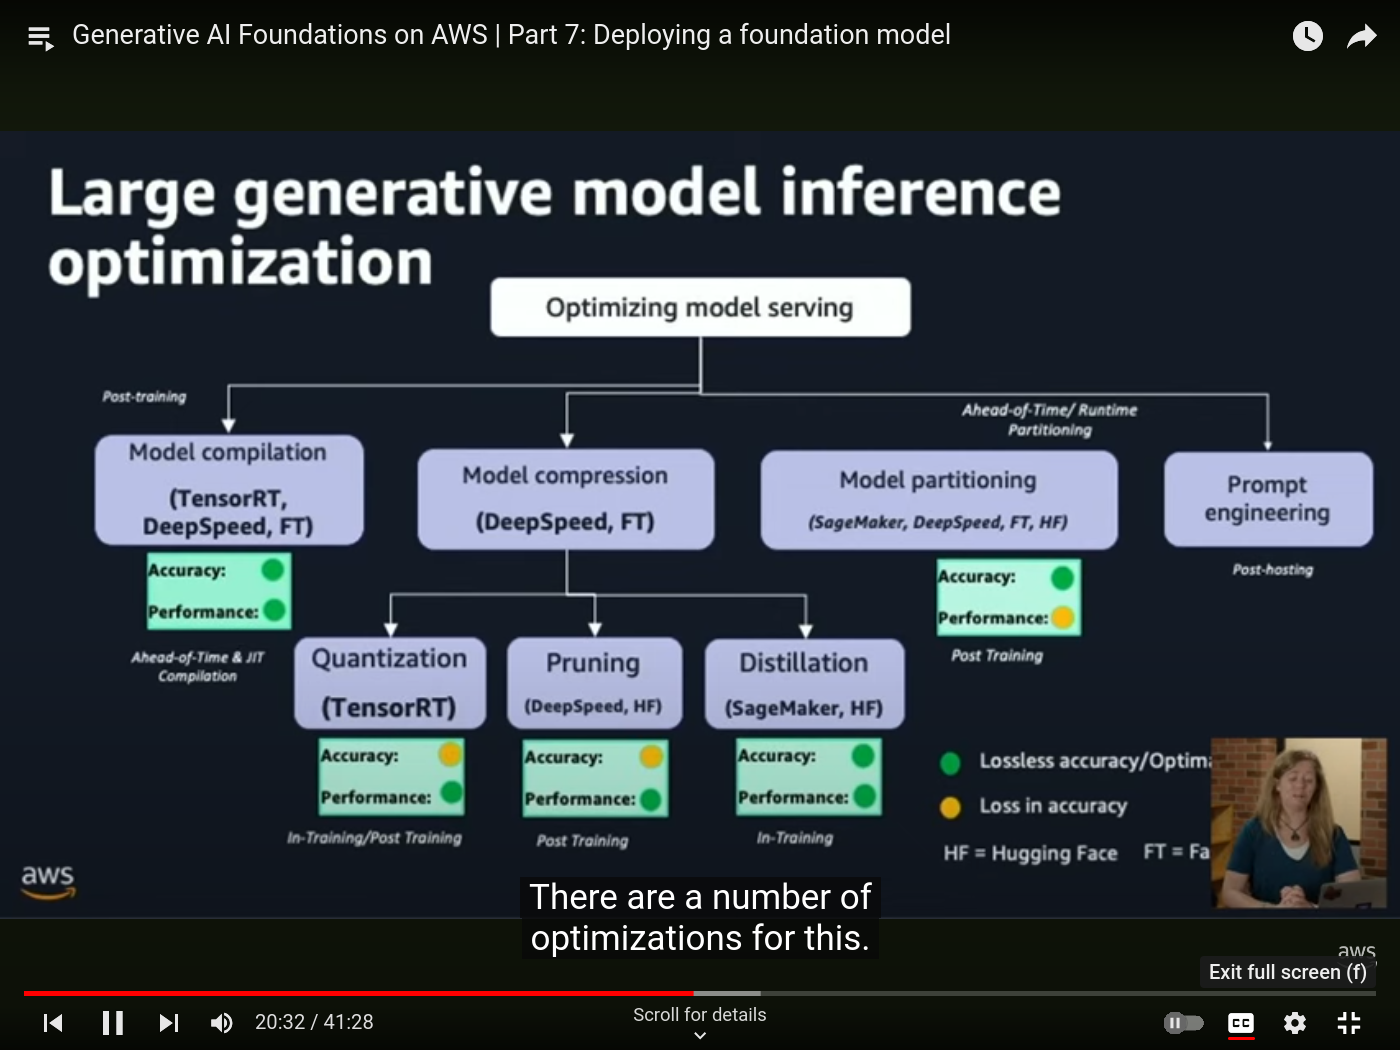 Generative AI Foundations on AWS | Part 7: Deploying a foundation model
Large generative model inference
optimization
Optimizing model serving
Post-training
Ahead-of-Time/ Runtime
Partitioning
Model compilation
(TensorRT,
DeepSpeed, FT)
Model compression
(DeepSpeed, FT)
Model partitioning
(SageMaker, DeepSpeed, FT, HF)
Prompt
engineering
Accuracy:
Performance:
Accuracy:
Performance:
Post-hosting
Ahead-of-Time & JIT
Compilation
Post Training
Quantization
(TensorRT)
Pruning
(DeepSpeed, HF)
Distillation
(SageMaker, HF)
Accuracy:
Performance:
Accuracy:
Performance:
Accuracy:
Performance:
In-Training/Post Training
Post Training
In-Training
Lossless accuracy/Optima
Loss in accuracy
HF = Hugging Face FT = Fa
aws
There are a number of
optimizations for this.
aws
Exit full screen (f)
20:32 / 41:28
Scroll for details
CC